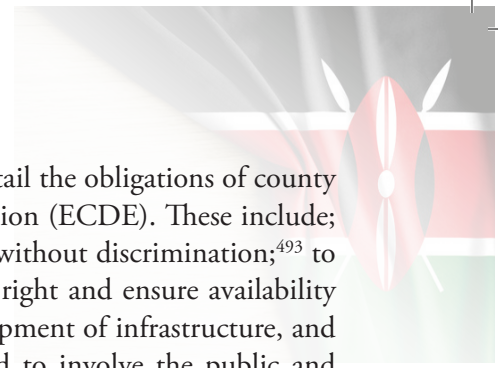 tail the obligations of county
tion (ECDE). These include;
without discrimination;⁴⁹³ to
right and ensure availability
pment of infrastructure, and
d to involve the public and